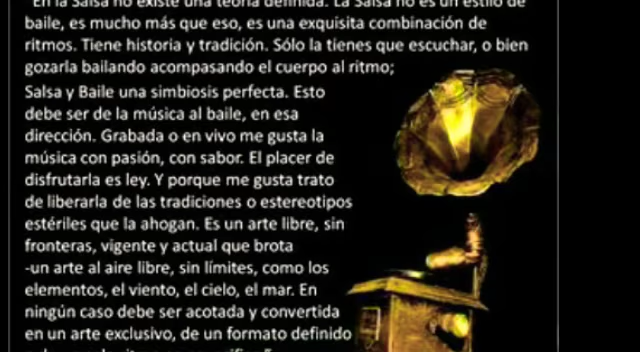 "En la Salsa no existe una teoría definida. La Salsa no es un estilo de
baile, es mucho más que eso, es una exquisita combinación de
ritmos. Tiene historia y tradición. Sólo la tienes que escuchar, o bien
gozarla bailando acompasando el cuerpo al ritmo;
Salsa y Baile una simbiosis perfecta. Esto
debe ser de la música al baile, en esa
dirección. Grabada o en vivo me gusta la
música con pasión, con sabor. El placer de
disfrutarla es ley. Y porque me gusta trato
de liberarla de las tradiciones o estereotipos
estériles que la ahogan. Es un arte libre, sin
fronteras, vigente y actual que brota
-un arte al aire libre, sin límites, como los
elementos, el viento, el cielo, el mar. En
ningún caso debe ser acotada y convertida
en un arte exclusivo, de un formato definido